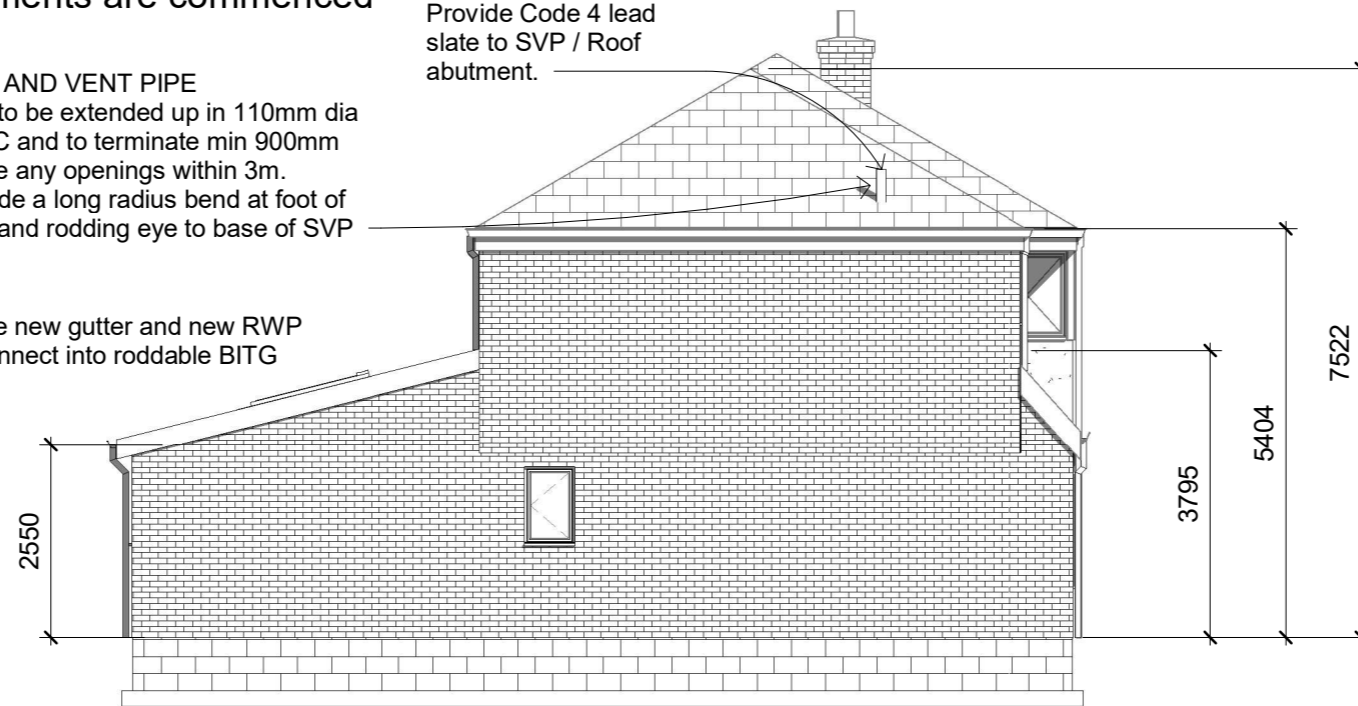 ments are commenced
Provide Code 4 lead
slate to SVP / Roof
abutment.
AND VENT PIPE
to be extended up in 110mm dia
C and to terminate min 900mm
e any openings within 3m.
de a long radius bend at foot of
and rodding eye to base of SVP
e new gutter and new RWP
nnect into roddable BITG
2550
3795
5404
7522